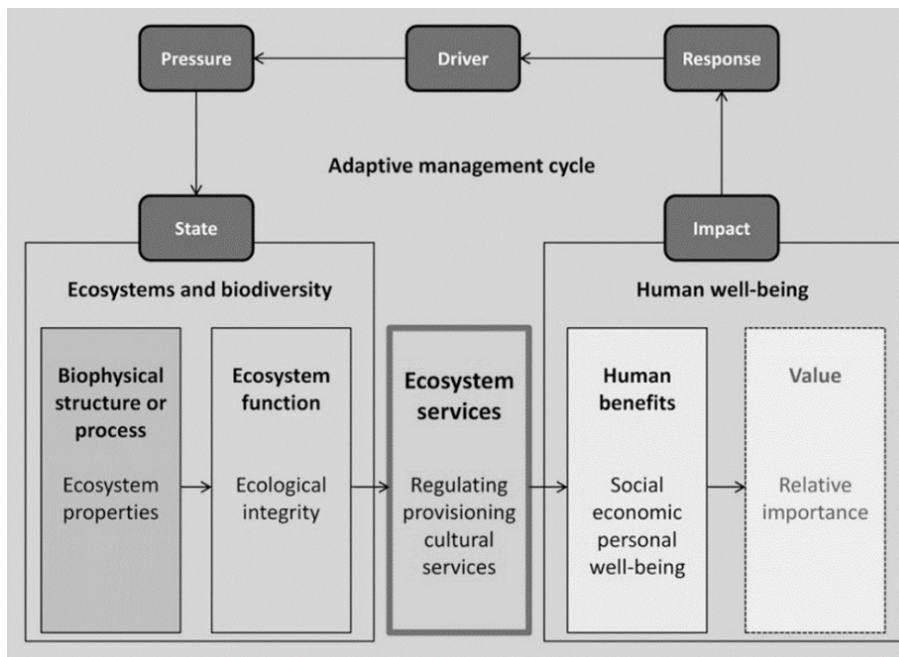 Pressure
Driver
Response
Adaptive management cycle
State
Impact
Ecosystems and biodiversity
Human well-being
Biophysical
structure or
process
Ecosystem
properties
Ecosystem
function
Ecological
integrity
Ecosystem
services
Regulating
provisioning
cultural
services
Human
benefits
Social
economic
personal
well-being
Value
Relative
importance